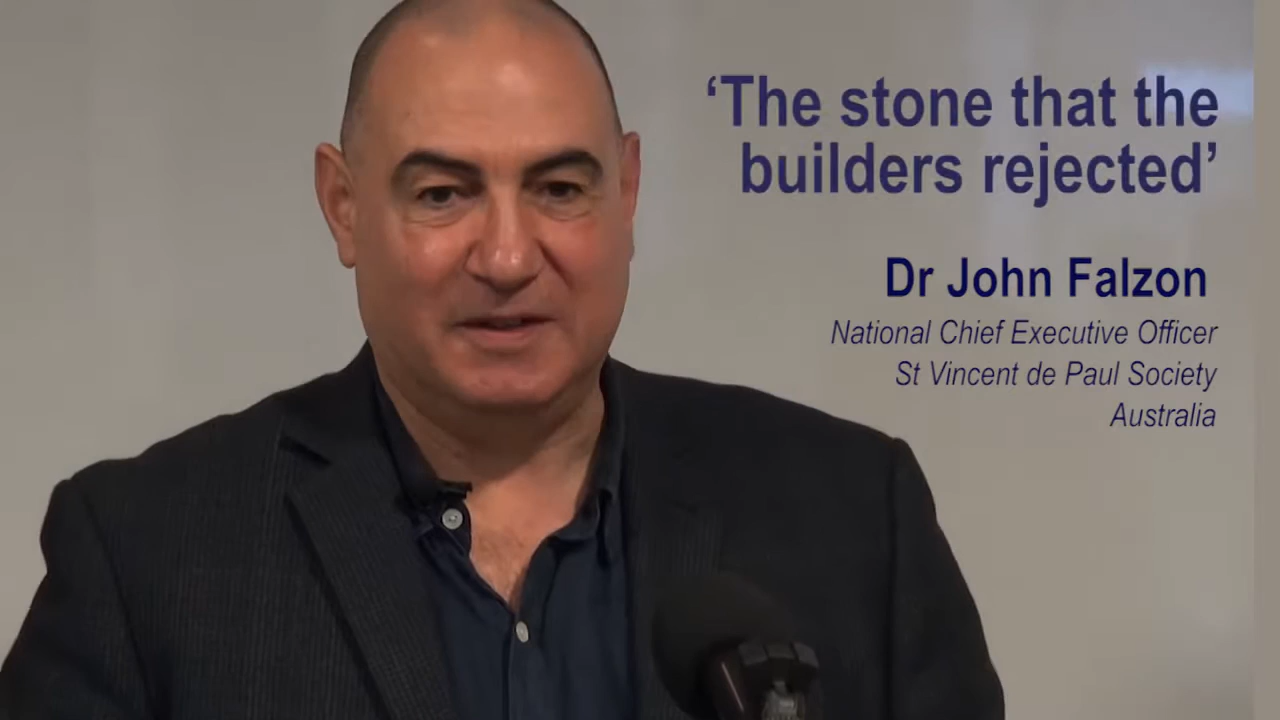 ‘The stone that the
builders rejected’
Dr John Falzon
National Chief Executive Officer
St Vincent de Paul Society
Australia